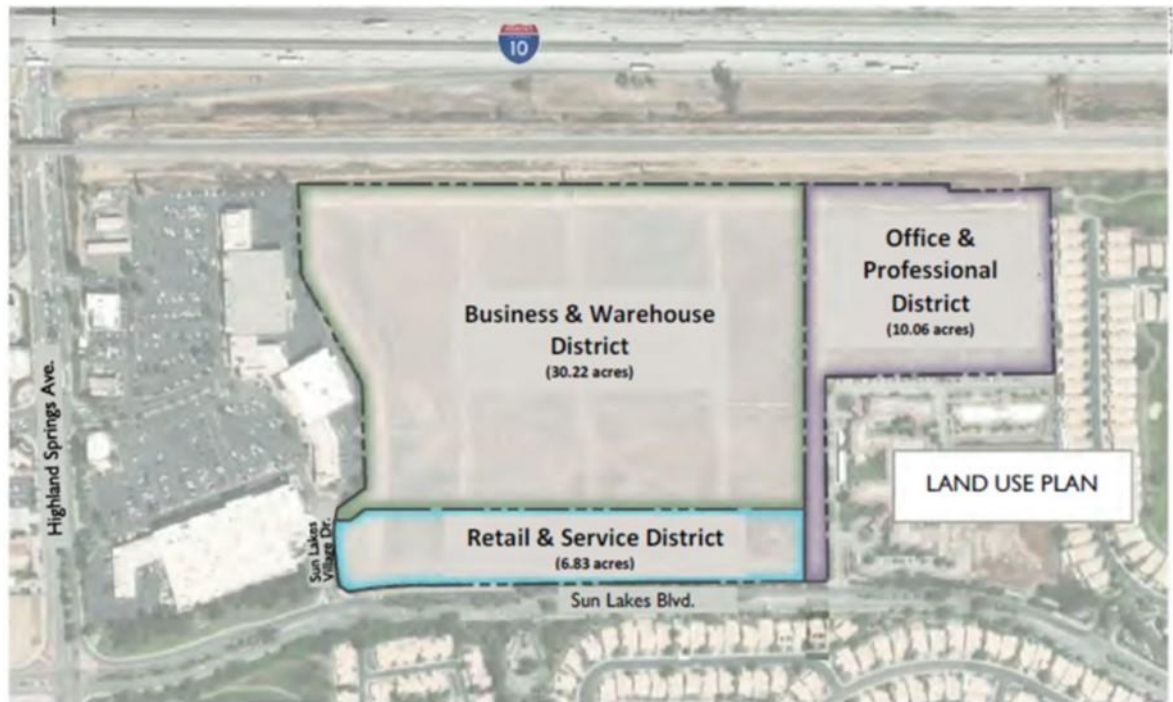 10
Business & Warehouse
District
(30.22 acres)
Office &
Professional
District
(10.06 acres)
Highland Springs Ave.
LAND USE PLAN
Sun Lakes
Village Dr.
Retail & Service District
(6.83 acres)
Sun Lakes Blvd.